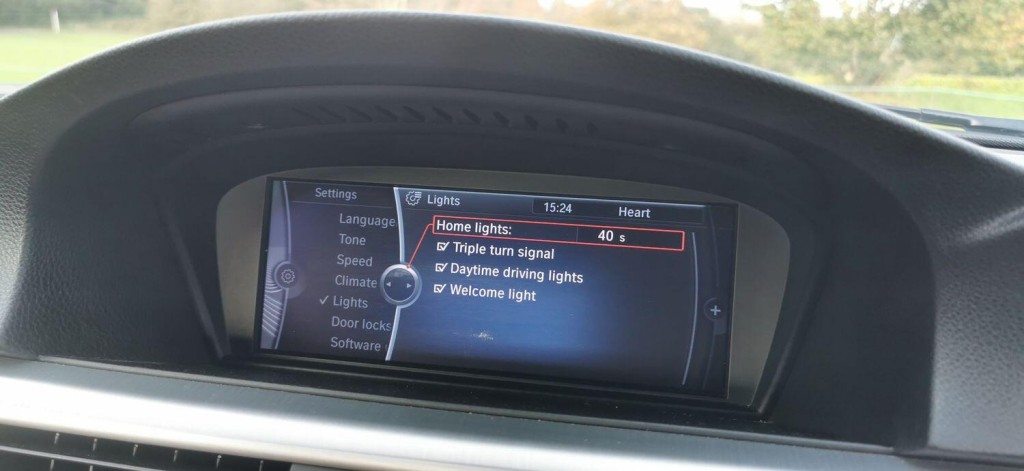 Settings
Language
Tone
Speed
Climate
✓ Lights
Door locks
Software
Lights
15:24
Heart
Home lights: 40 s
☑ Triple turn signal
☑ Daytime driving lights
☑ Welcome light
+